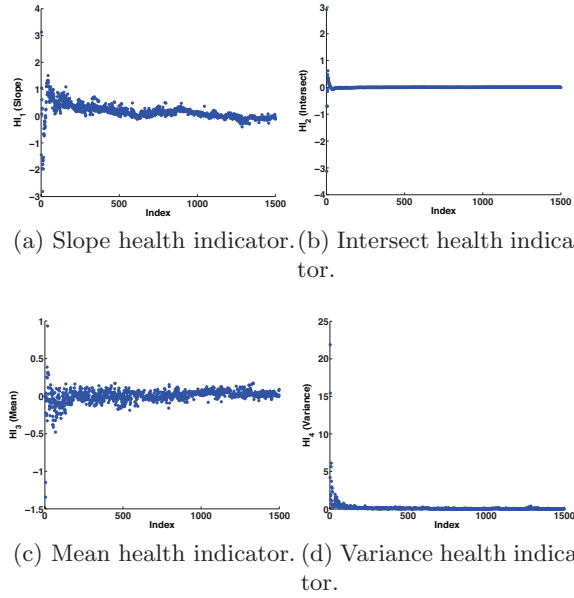 4
3
2
1
0
−1
−2
−3
HI1 (Slope)
0 500 1000 1500
Index
3
2
1
0
−1
−2
−3
−4
HI2 (Intersect)
0 500 1000 1500
Index
(a) Slope health indicator. (b) Intersect health indica
tor.
1
0.5
0
−0.5
−1
−1.5
HI3 (Mean)
0 500 1000 1500
Index
25
20
15
10
5
0
HI4 (Variance)
0 500 1000 1500
Index
(c) Mean health indicator. (d) Variance health indica
tor.